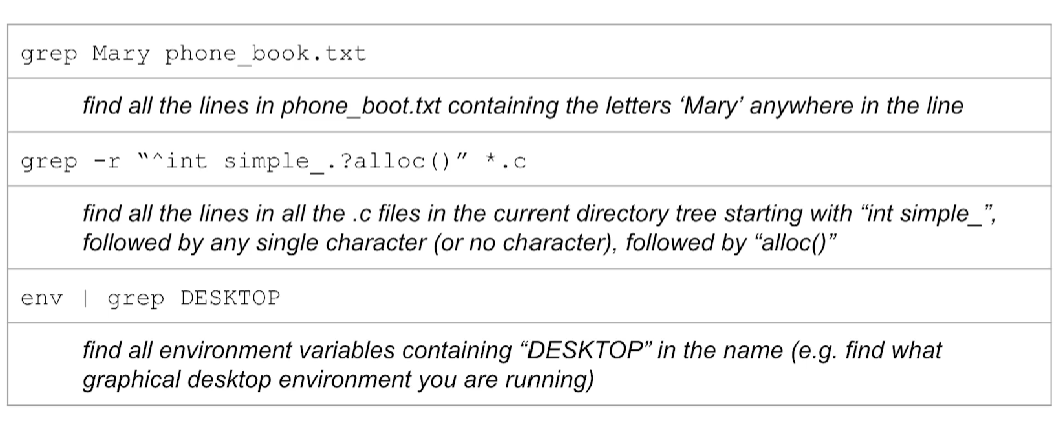 grep Mary phone_book.txt
find all the lines in phone_boot.txt containing the letters ‘Mary’ anywhere in the line
grep -r “^int simple_.?alloc()” *.c
find all the lines in all the .c files in the current directory tree starting with “int simple_”,
followed by any single character (or no character), followed by “alloc()”
env | grep DESKTOP
find all environment variables containing “DESKTOP” in the name (e.g. find what
graphical desktop environment you are running)